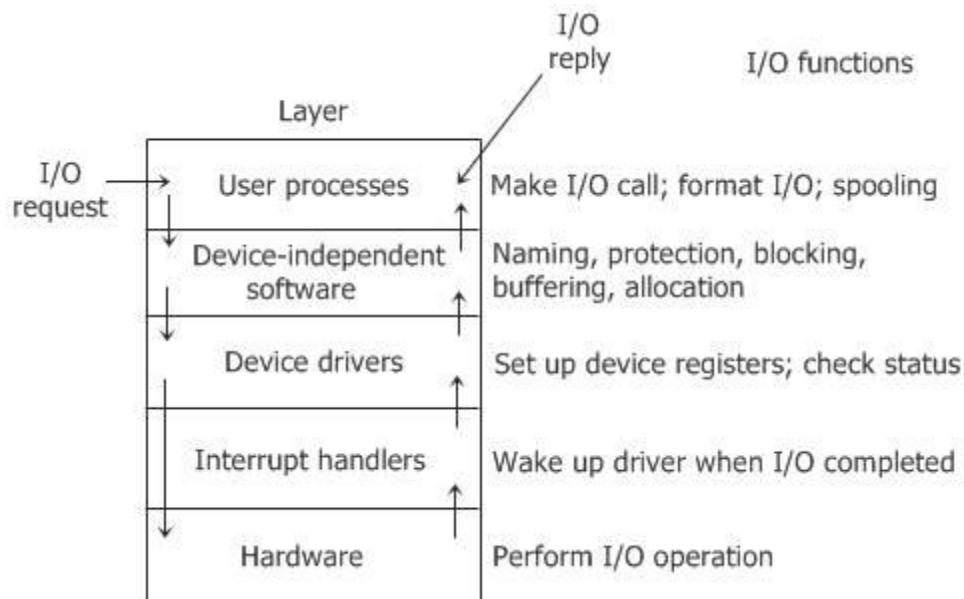 I/O
reply
I/O functions
Layer
I/O
request
User processes
Make I/O call; format I/O; spooling
Device-independent
software
Naming, protection, blocking,
buffering, allocation
Device drivers
Set up device registers; check status
Interrupt handlers
Wake up driver when I/O completed
Hardware
Perform I/O operation